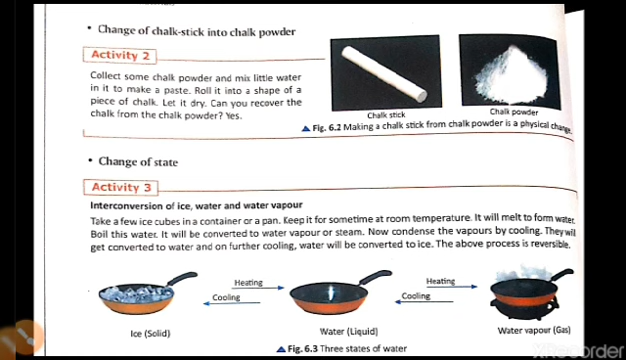 • Change of chalk-stick into chalk powder
Activity 2
Collect some chalk powder and mix little water
in it to make a paste. Roll it into a shape of a
piece of chalk. Let it dry. Can you recover the
chalk from the chalk powder? Yes.
Chalk stick
Chalk powder
▲ Fig. 6.2 Making a chalk stick from chalk powder is a physical change.
• Change of state
Activity 3
Interconversion of ice, water and water vapour
Take a few ice cubes in a container or a pan. Keep it for sometime at room temperature. It will melt to form water.
Boil this water. It will be converted to water vapour or steam. Now condense the vapours by cooling. They will
get converted to water and on further cooling, water will be converted to ice. The above process is reversible.
Heating
Cooling
Heating
Cooling
Ice (Solid)
Water (Liquid)
Water vapour (Gas)
▲ Fig. 6.3 Three states of water
XRecorder